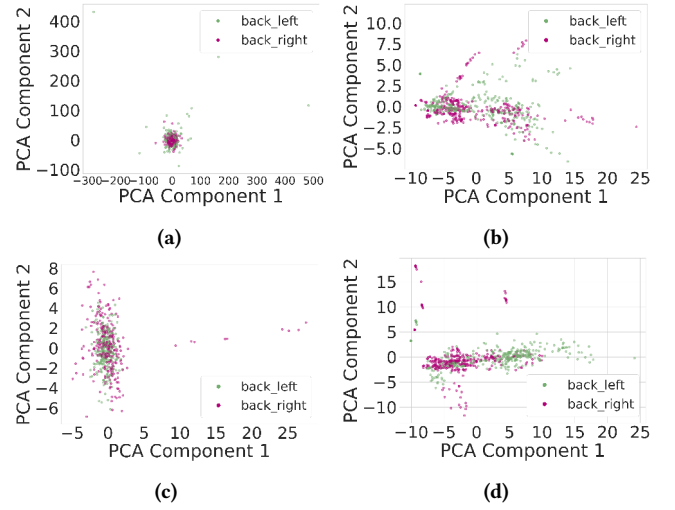 PCA Component 2
400
300
200
100
0
−100
back_left
back_right
−300 −200 −100 0 100 200 300 400 500
PCA Component 1
(a)
PCA Component 2
10.0
7.5
5.0
2.5
0.0
−2.5
−5.0
back_left
back_right
−10 −5 0 5 10 15 20 25
PCA Component 1
(b)
PCA Component 2
8
6
4
2
0
−2
−4
−6
back_left
back_right
−5 0 5 10 15 20 25
PCA Component 1
(c)
PCA Component 2
15
10
5
0
−5
−10
back_left
back_right
−10 −5 0 5 10 15 20 25
PCA Component 1
(d)